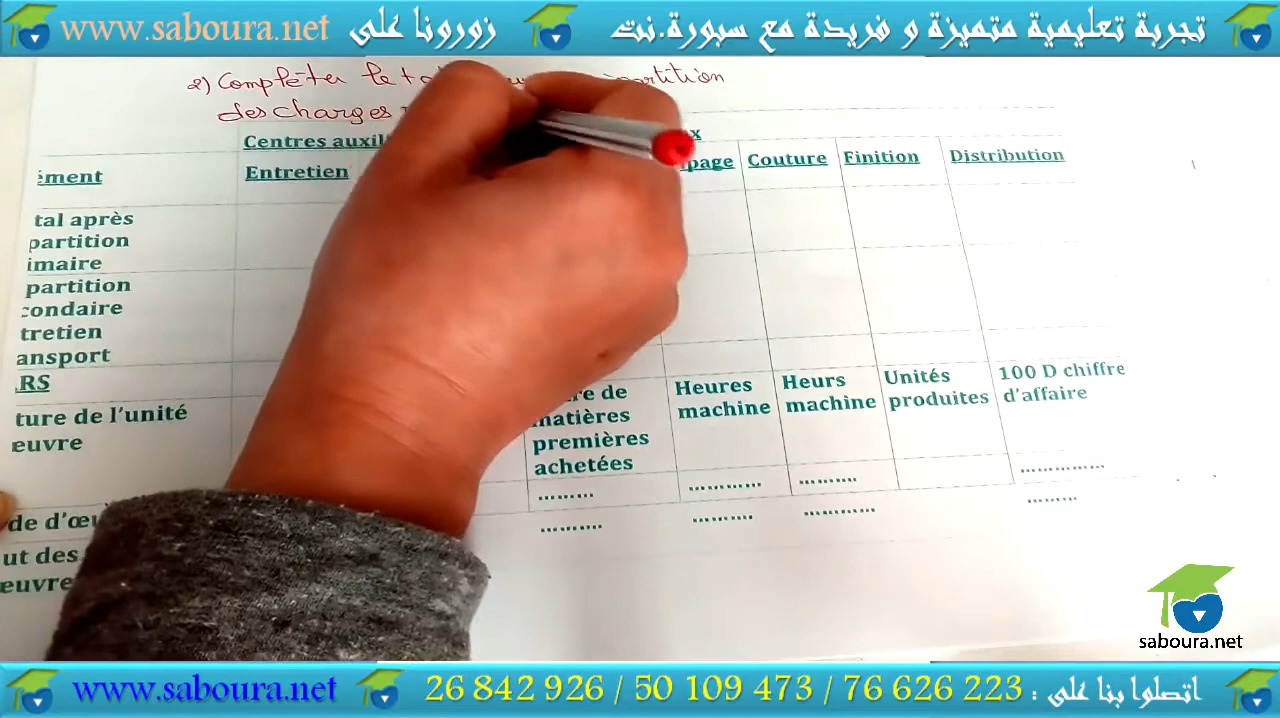 www.saboura.net زورونا على تجربة تعليمية متميزة و فريدة مع سبورة.نت
2) Compléter le
des charges
Centres auxil
ément Entretien page Couture Finition Distribution
tal après
partition
imaire
partition
condaire
tretien
ansport
RS
ture de l'unité
œuvre
re de
matières
premières
achetées
Heures
machine
Heurs
machine
Unités
produites
100 D chiffre
d'affaire
.......... ............. .......... ...............
de d'œu
........... ........... ............. .........
ut des
œuvre
saboura.net
www.saboura.net 26 842 926 / 50 109 473 / 76 626 223 : اتصلوا بنا على